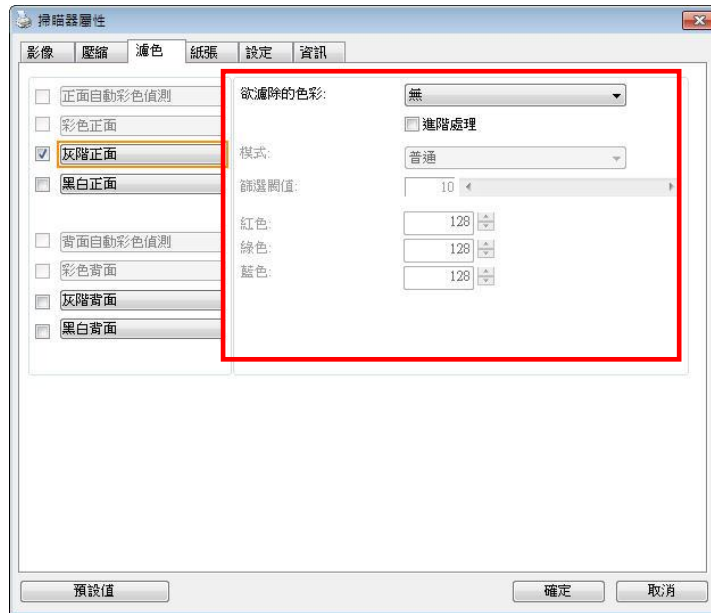 掃瞄器屬性
影像 壓縮 濾色 紙張 設定 資訊
正面自動彩色偵測
彩色正面
灰階正面
黑白正面
背面自動彩色偵測
彩色背面
灰階背面
黑白背面
欲濾除的色彩: 無
進階處理
模式: 普通
篩選閥值: 10
紅色: 128
綠色: 128
藍色: 128
預設值 確定 取消